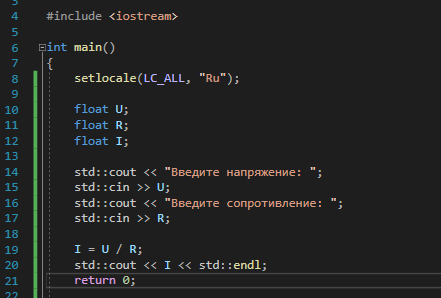 3
4 #include <iostream>
5
6 int main()
7 {
8 setlocale(LC_ALL, "Ru");
9
10 float U;
11 float R;
12 float I;
13
14 std::cout << "Введите напряжение: ";
15 std::cin >> U;
16 std::cout << "Введите сопротивление: ";
17 std::cin >> R;
18
19 I = U / R;
20 std::cout << I << std::endl;
21 return 0;
22